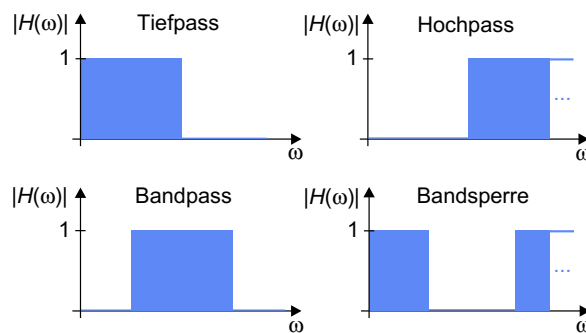 Tiefpass
|H(ω)|
1
ω
Hochpass
|H(ω)|
1
...
ω
Bandpass
|H(ω)|
1
ω
Bandsperre
|H(ω)|
1
...
ω